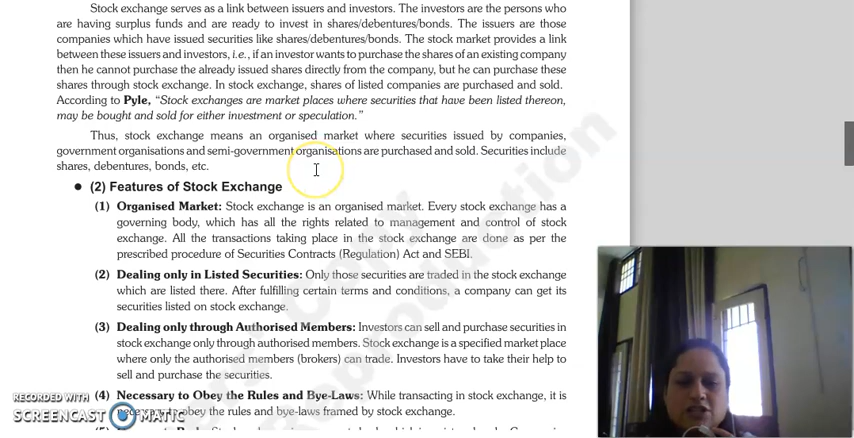 Stock exchange serves as a link between issuers and investors. The investors are the persons who
are having surplus funds and are ready to invest in shares/debentures/bonds. The issuers are those
companies which have issued securities like shares/debentures/bonds. The stock market provides a link
between these issuers and investors, i.e., if an investor wants to purchase the shares of an existing company
then he cannot purchase the already issued shares directly from the company, but he can purchase these
shares through stock exchange. In stock exchange, shares of listed companies are purchased and sold.
According to Pyle, “Stock exchanges are market places where securities that have been listed thereon,
may be bought and sold for either investment or speculation.”
Thus, stock exchange means an organised market where securities issued by companies,
government organisations and semi-government organisations are purchased and sold. Securities include
shares, debentures, bonds, etc.
● (2) Features of Stock Exchange
(1) Organised Market: Stock exchange is an organised market. Every stock exchange has a
governing body, which has all the rights related to management and control of stock
exchange. All the transactions taking place in the stock exchange are done as per the
prescribed procedure of Securities Contracts (Regulation) Act and SEBI.
(2) Dealing only in Listed Securities: Only those securities are traded in the stock exchange
which are listed there. After fulfilling certain terms and conditions, a company can get its
securities listed on stock exchange.
(3) Dealing only through Authorised Members: Investors can sell and purchase securities in
stock exchange only through authorised members. Stock exchange is a specified market place
where only the authorised members (brokers) can trade. Investors have to take their help to
sell and purchase the securities.
(4) Necessary to Obey the Rules and Bye-Laws: While transacting in stock exchange, it is
necessary to obey the rules and bye-laws framed by stock exchange.
RECORDED WITH
SCREENCAST MATIC